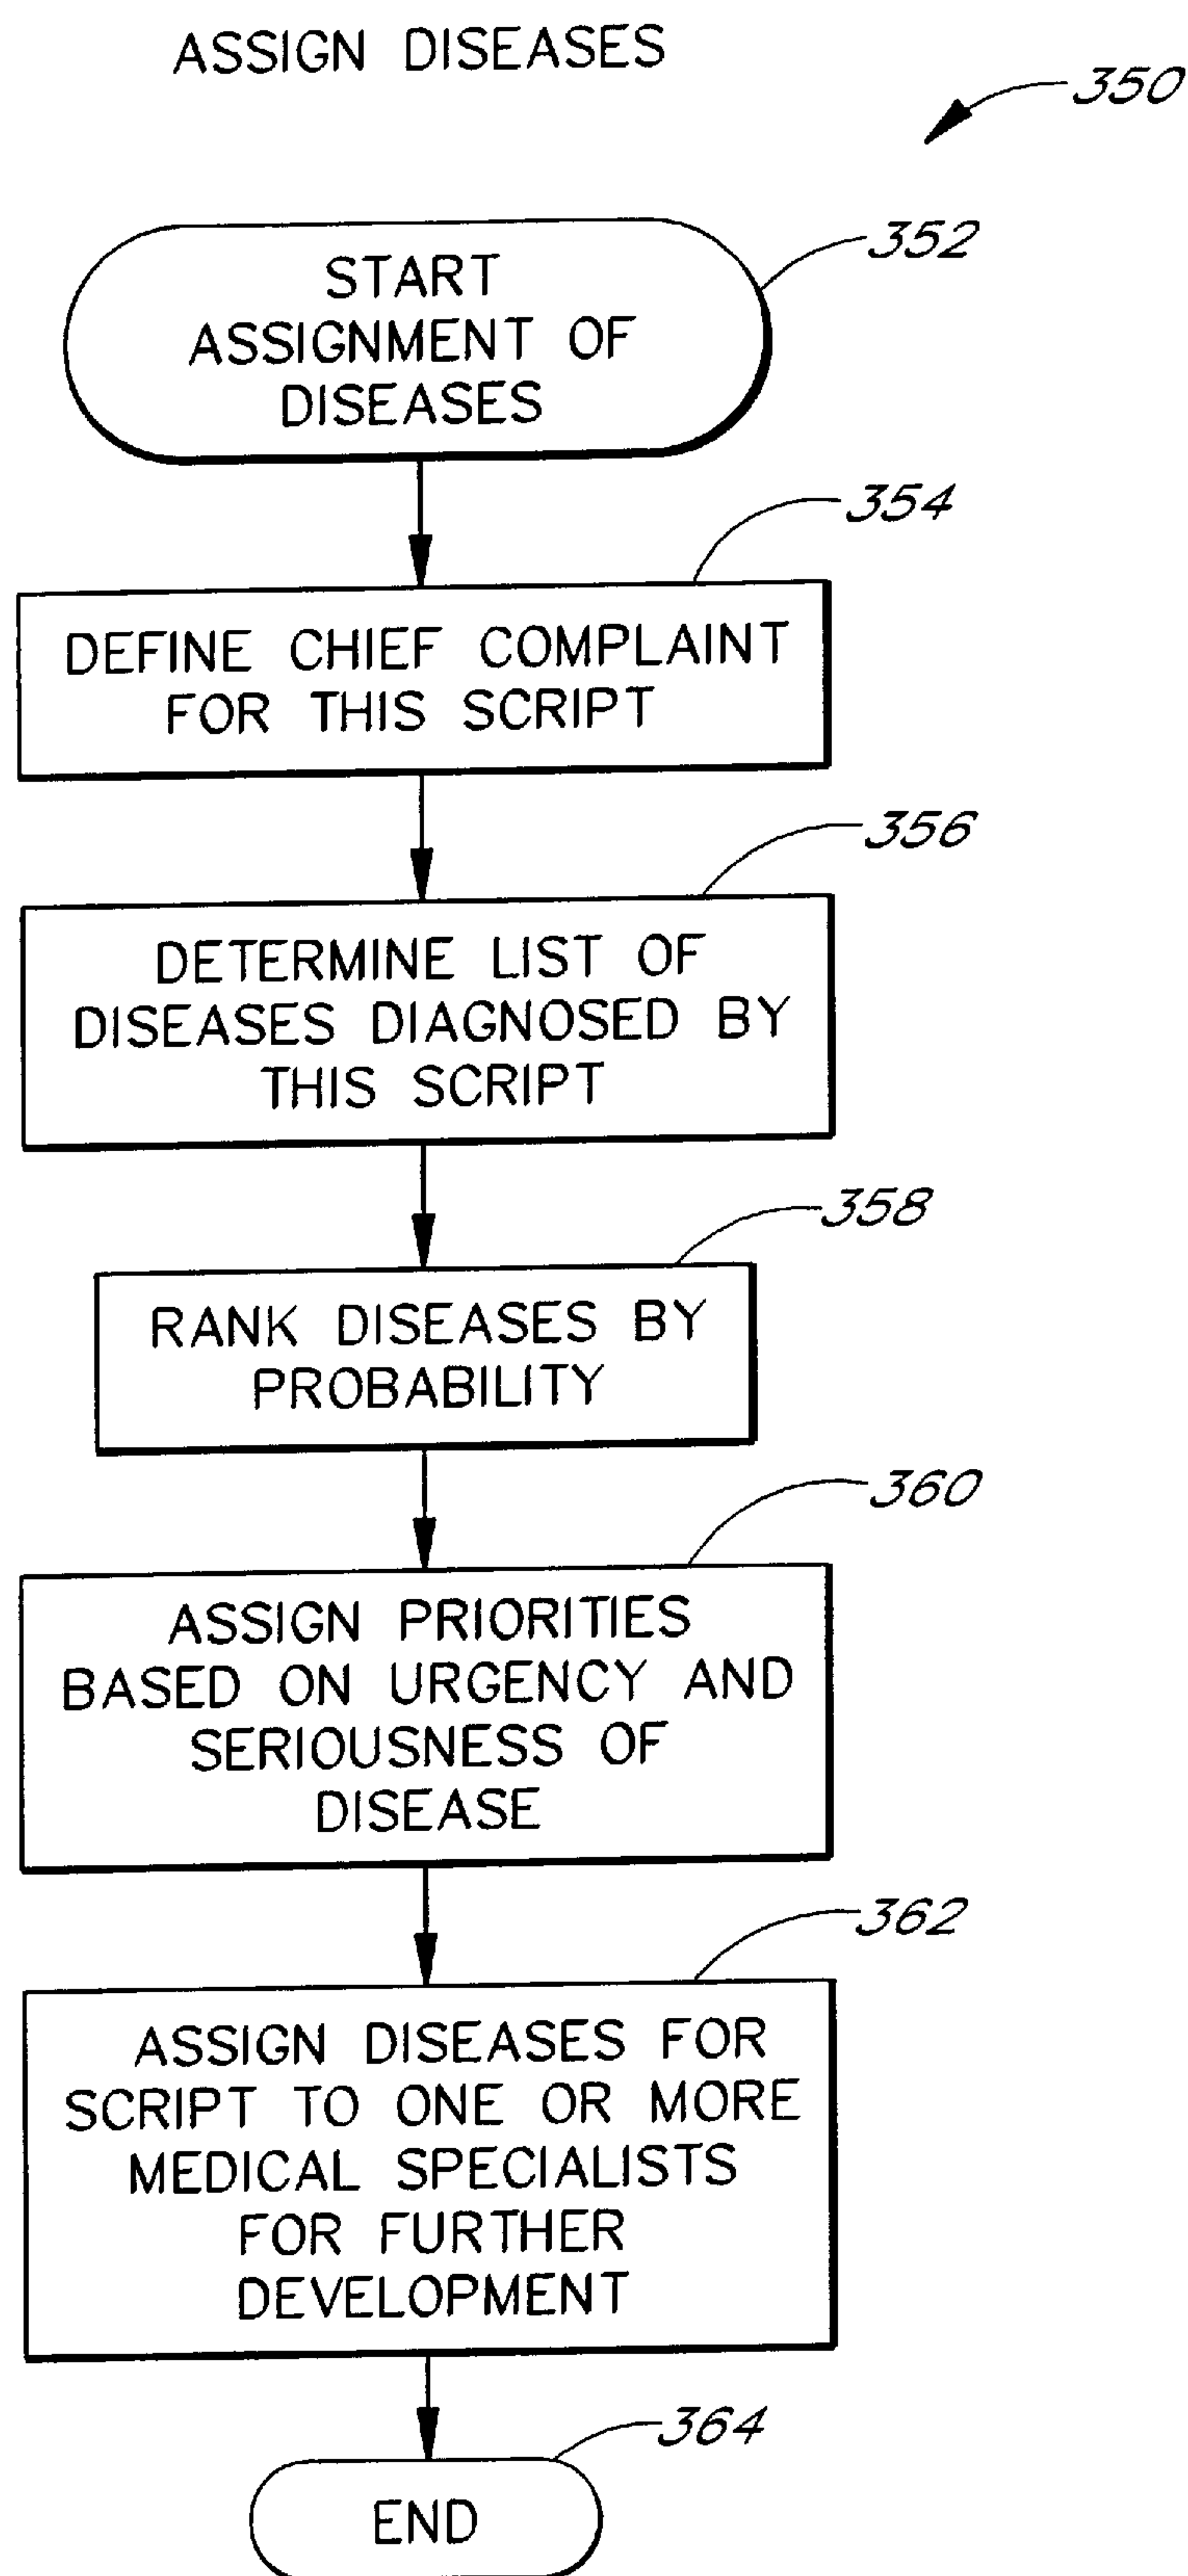 ASSIGN DISEASES
350
352
START
ASSIGNMENT OF
DISEASES
354
DEFINE CHIEF COMPLAINT
FOR THIS SCRIPT
356
DETERMINE LIST OF
DISEASES DIAGNOSED BY
THIS SCRIPT
358
RANK DISEASES BY
PROBABILITY
360
ASSIGN PRIORITIES
BASED ON URGENCY AND
SERIOUSNESS OF
DISEASE
362
ASSIGN DISEASES FOR
SCRIPT TO ONE OR MORE
MEDICAL SPECIALISTS
FOR FURTHER
DEVELOPMENT
364
END